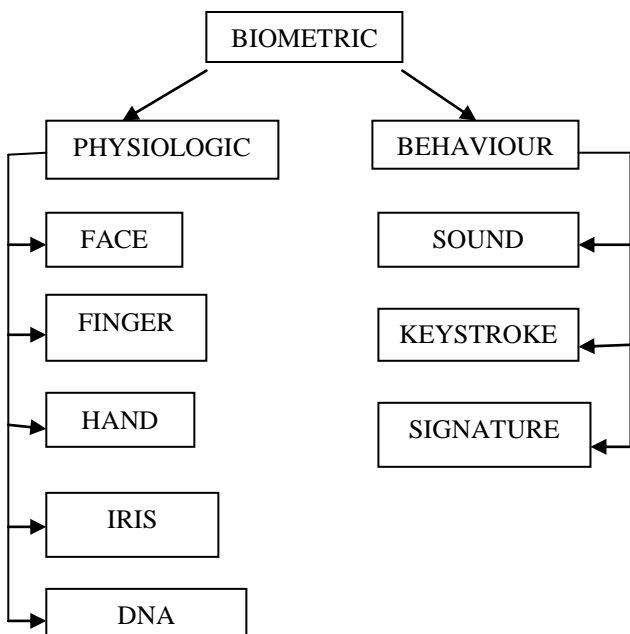 BIOMETRIC
PHYSIOLOGIC
BEHAVIOUR
FACE
SOUND
FINGER
KEYSTROKE
HAND
SIGNATURE
IRIS
DNA